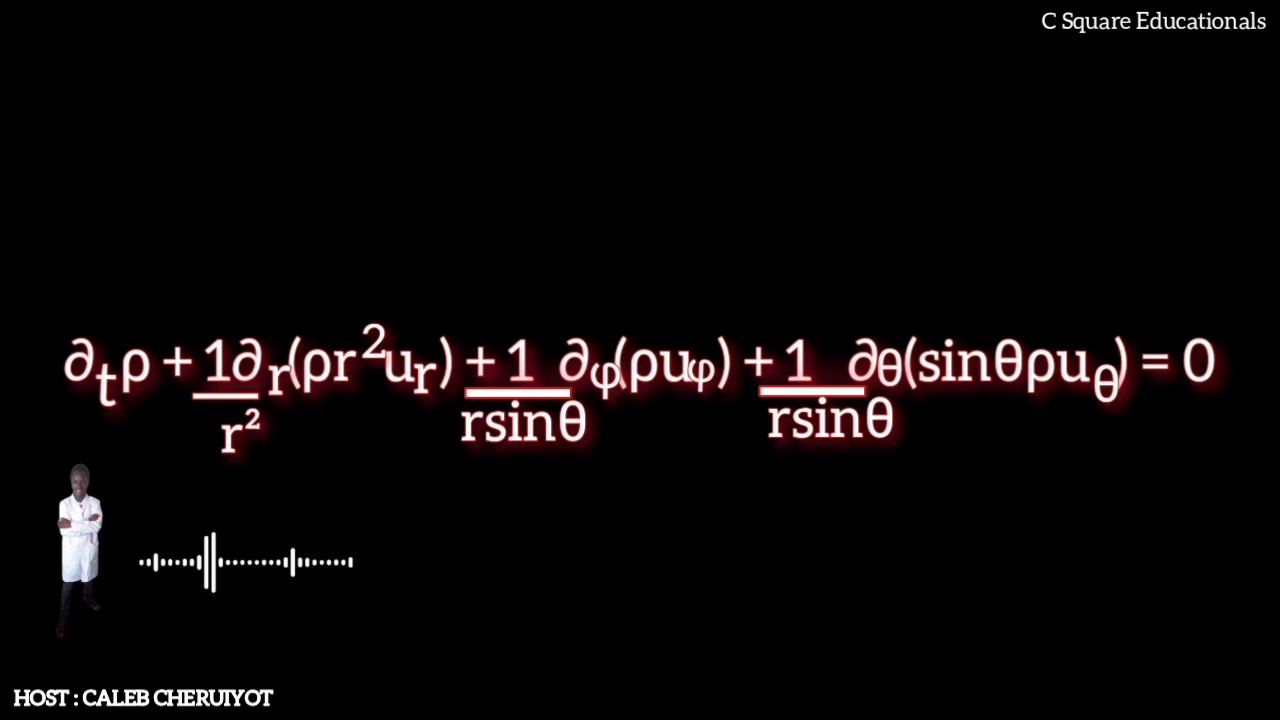 C Square Educationals
∂tρ + 1∂r(ρr²ur) + 1 ∂φ(ρuφ) + 1 ∂θ(sinθρuθ) = 0
r² rsinθ rsinθ
HOST : CALEB CHERUIYOT